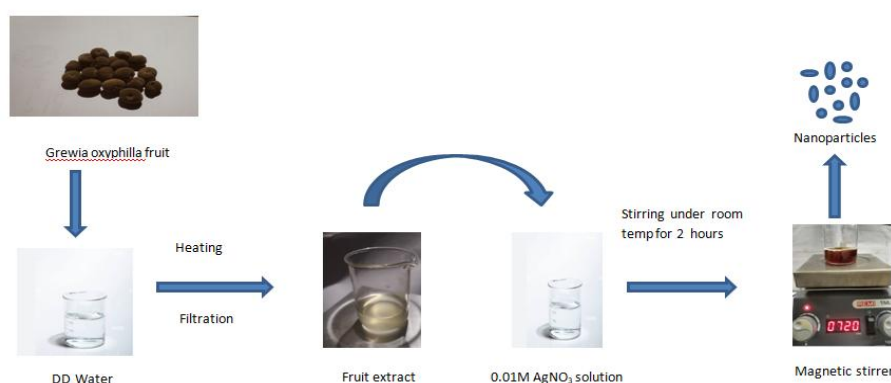 Grewia oxyphilla fruit
Nanoparticles
Heating
Filtration
Stirring under room
temp for 2 hours
DD Water
Fruit extract
0.01M AgNO₃ solution
Magnetic stirrer
0720